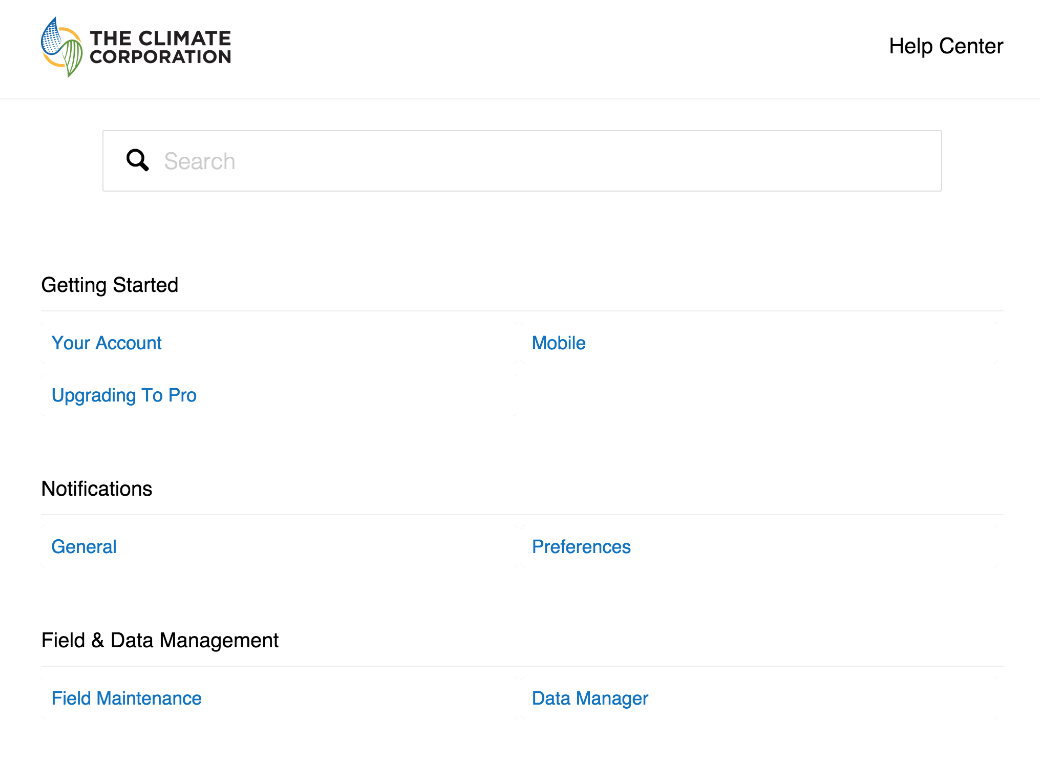 THE CLIMATE
CORPORATION
Help Center
Search
Getting Started
Your Account
Mobile
Upgrading To Pro
Notifications
General
Preferences
Field & Data Management
Field Maintenance
Data Manager